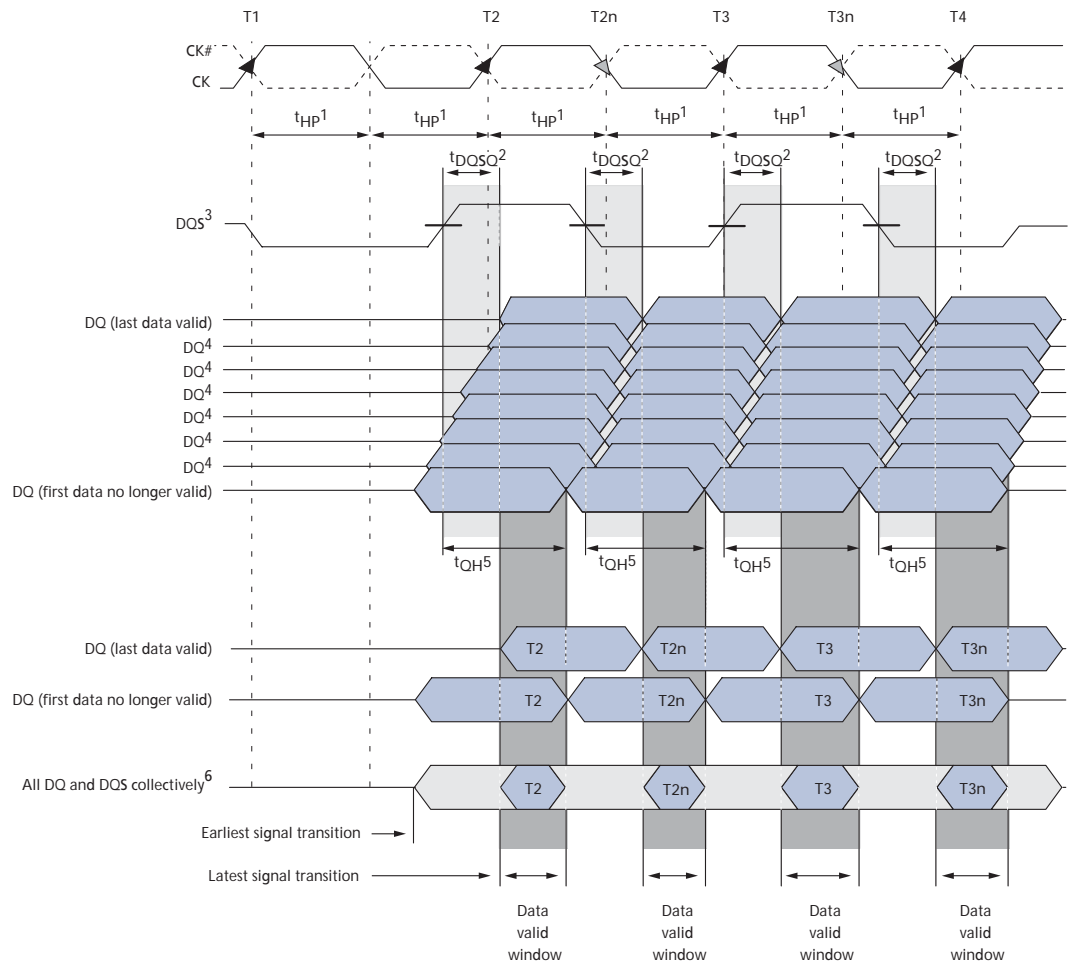 T1 T2 T2n T3 T3n T4
CK#
CK
tHP1 tHP1 tHP1 tHP1 tHP1 tHP1
tDQSQ2 tDQSQ2 tDQSQ2 tDQSQ2
DQS3
DQ (last data valid)
DQ4
DQ4
DQ4
DQ4
DQ4
DQ4
DQ (first data no longer valid)
tQH5 tQH5 tQH5 tQH5
DQ (last data valid) T2 T2n T3 T3n
DQ (first data no longer valid) T2 T2n T3 T3n
All DQ and DQS collectively6 T2 T2n T3 T3n
Earliest signal transition
Latest signal transition
Data Data Data Data
valid valid valid valid
window window window window